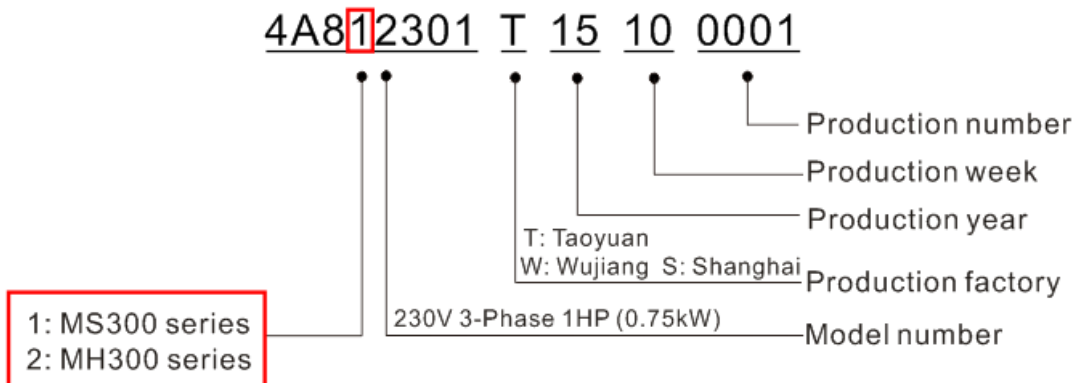 4A812301 T 15 10 0001
Production number
Production week
Production year
T: Taoyuan
W: Wujiang S: Shanghai
Production factory
230V 3-Phase 1HP (0.75kW)
Model number
1: MS300 series
2: MH300 series